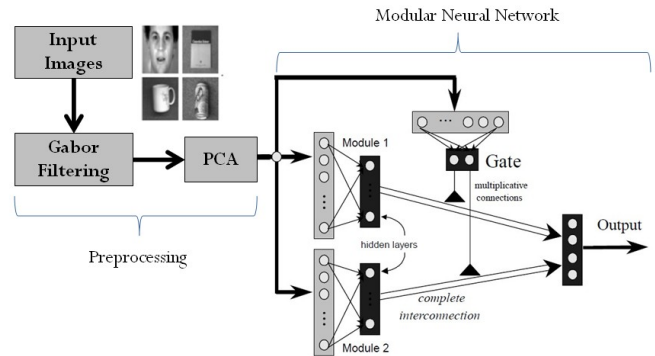 Modular Neural Network
Input
Images
Gabor
Filtering
PCA
Preprocessing
Module 1
Gate
multiplicative
connections
hidden layers
Output
complete
interconnection
Module 2